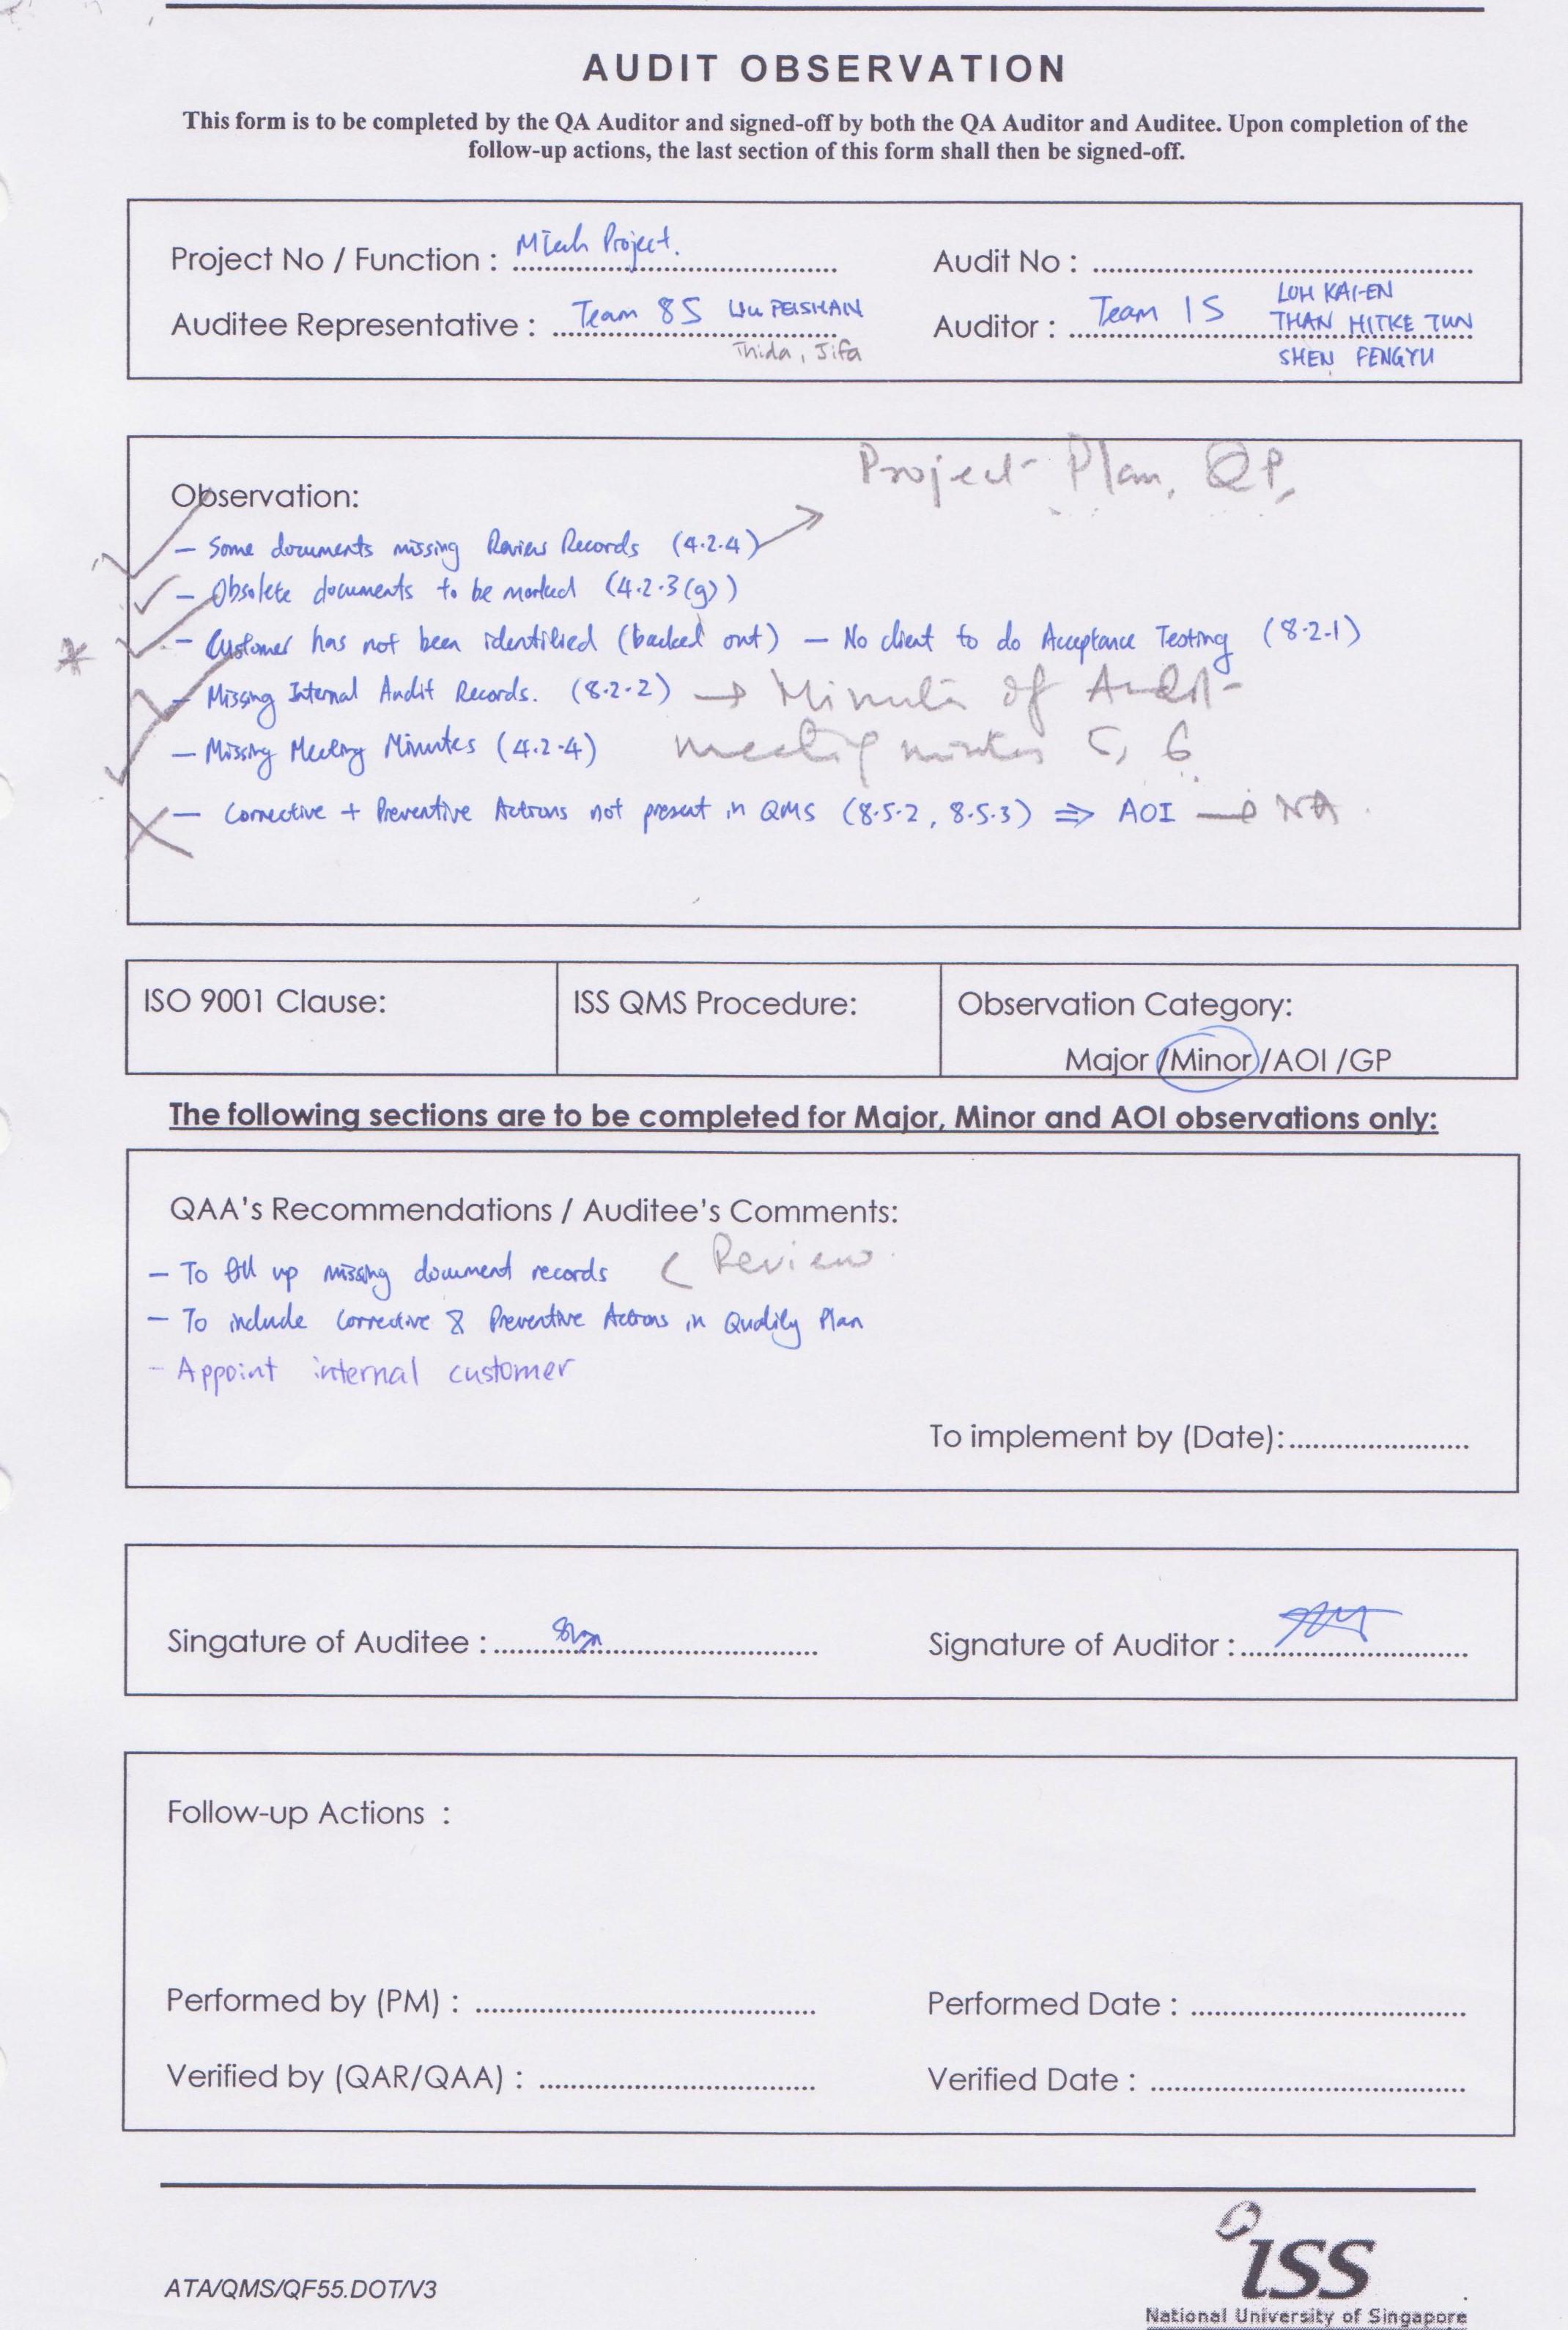 AUDIT OBSERVATION
This form is to be completed by the QA Auditor and signed-off by both the QA Auditor and Auditee. Upon completion of the
follow-up actions, the last section of this form shall then be signed-off.
Project No / Function : MTech Project.
Audit No :
Auditee Representative : Team 8S LIU PEISHAN
Thida, Jifa
Auditor : Team 1S LOH KAI-EN
THAN HTIKE TUN
SHEN FENGYU
Project Plan, QP,
Observation:
- Some documents missing Review Records (4.2.4)
- Obsolete documents to be marked (4.2.3(g))
* - Customer has not been identified (backed out) - No client to do Acceptance Testing (8.2.1)
- Missing Internal Audit Records. (8.2.2) → Minutes of Audit
- Missing Meeting Minutes (4.2.4) meeting minutes 5, 6
- Corrective + Preventive Actions not present in QMS (8.5.2, 8.5.3) ⇒ AOI → NA
ISO 9001 Clause:
ISS QMS Procedure:
Observation Category:
Major /Minor /AOI /GP
The following sections are to be completed for Major, Minor and AOI observations only:
QAA's Recommendations / Auditee's Comments:
- To fill up missing document records ( Review
- To include Corrective & Preventive Actions in Quality Plan
- Appoint internal customer
To implement by (Date):
Singature of Auditee :
Signature of Auditor :
Follow-up Actions :
Performed by (PM) :
Performed Date :
Verified by (QAR/QAA) :
Verified Date :
ATA/QMS/QF55.DOT/V3
iSS
National University of Singapore